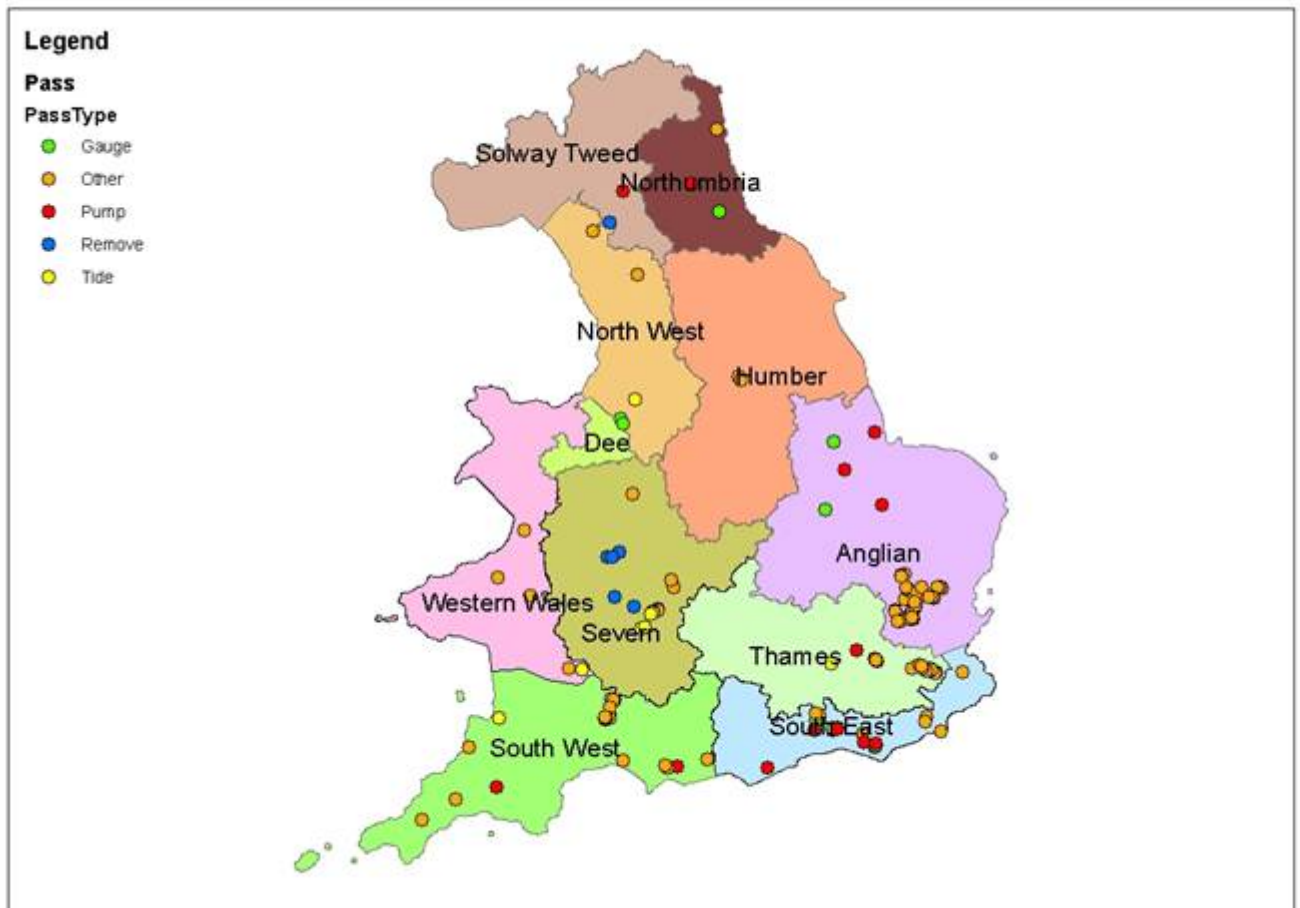 Legend
Pass
PassType
Gauge
Other
Pump
Remove
Tide
Solway Tweed
Northumbria
North West
Humber
Dee
Anglian
Western Wales
Severn
Thames
South East
South West